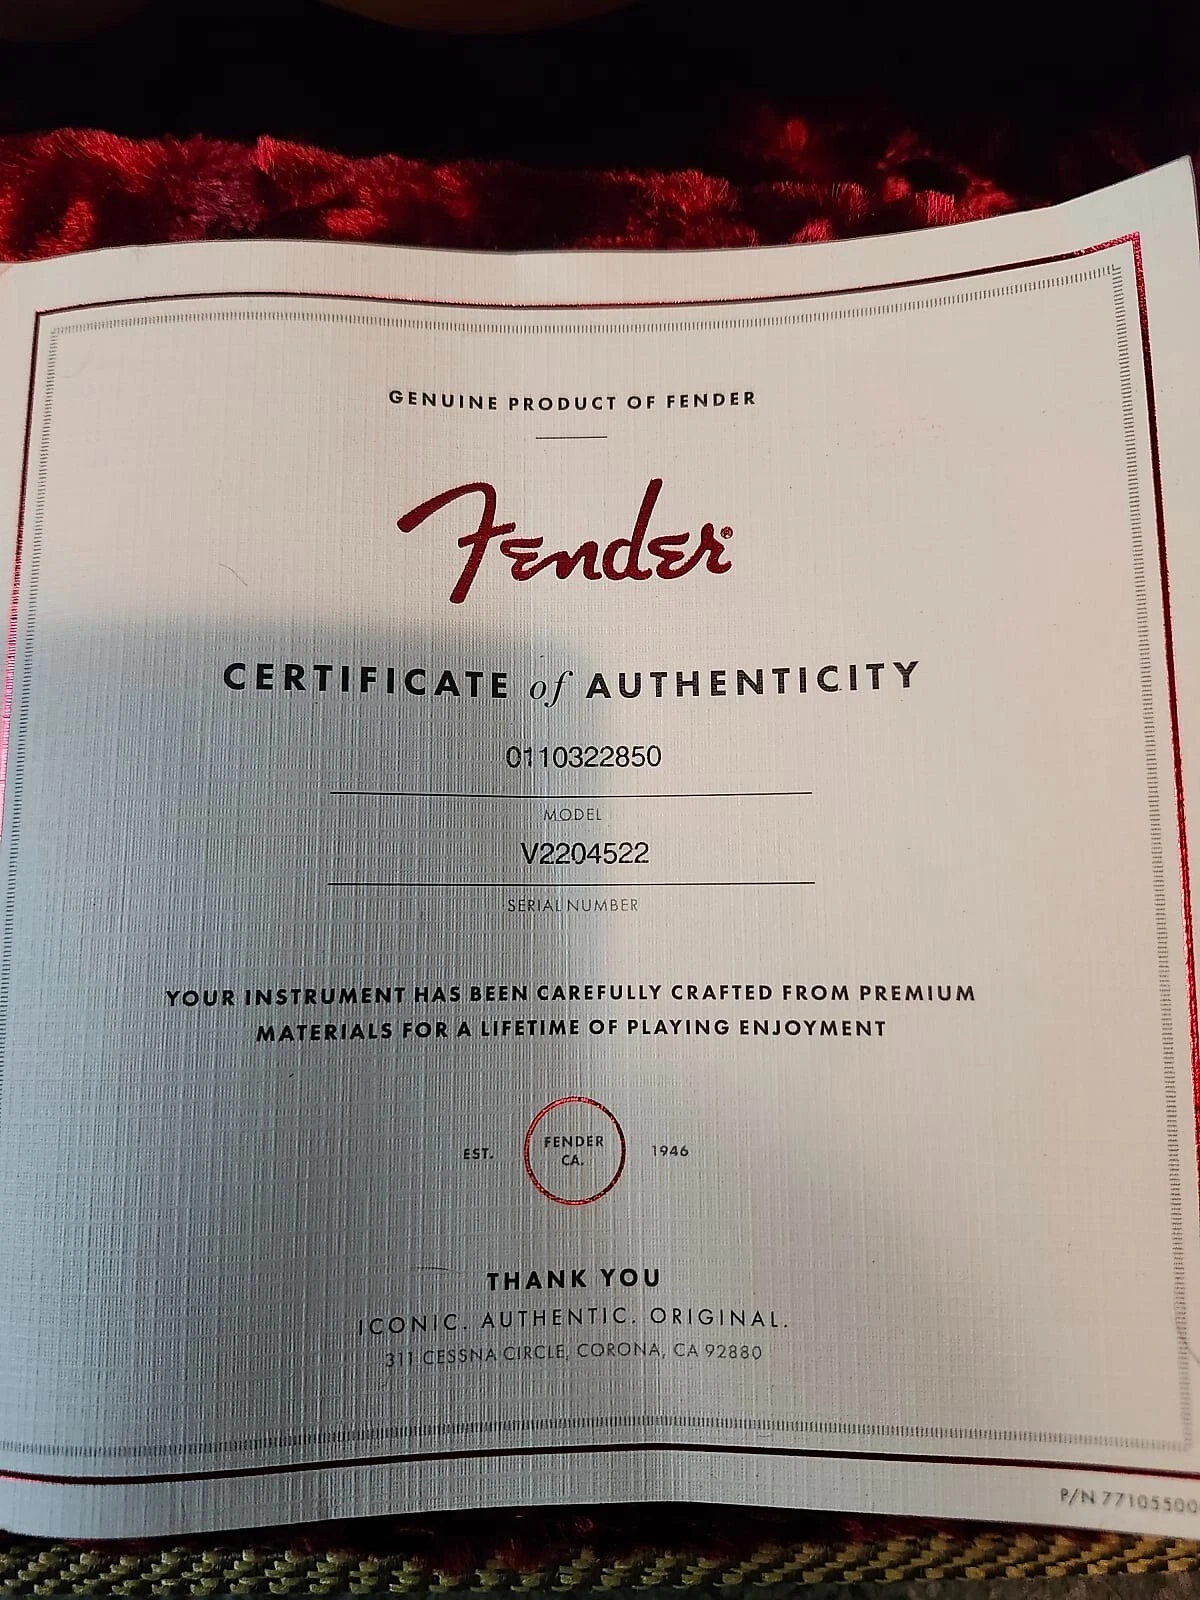 GENUINE PRODUCT OF FENDER
Fender®
CERTIFICATE of AUTHENTICITY
0110322850
MODEL
V2204522
SERIAL NUMBER
YOUR INSTRUMENT HAS BEEN CAREFULLY CRAFTED FROM PREMIUM
MATERIALS FOR A LIFETIME OF PLAYING ENJOYMENT
EST. FENDER CA. 1946
THANK YOU
ICONIC. AUTHENTIC. ORIGINAL.
311 CESSNA CIRCLE, CORONA, CA 92880
P/N 77105500